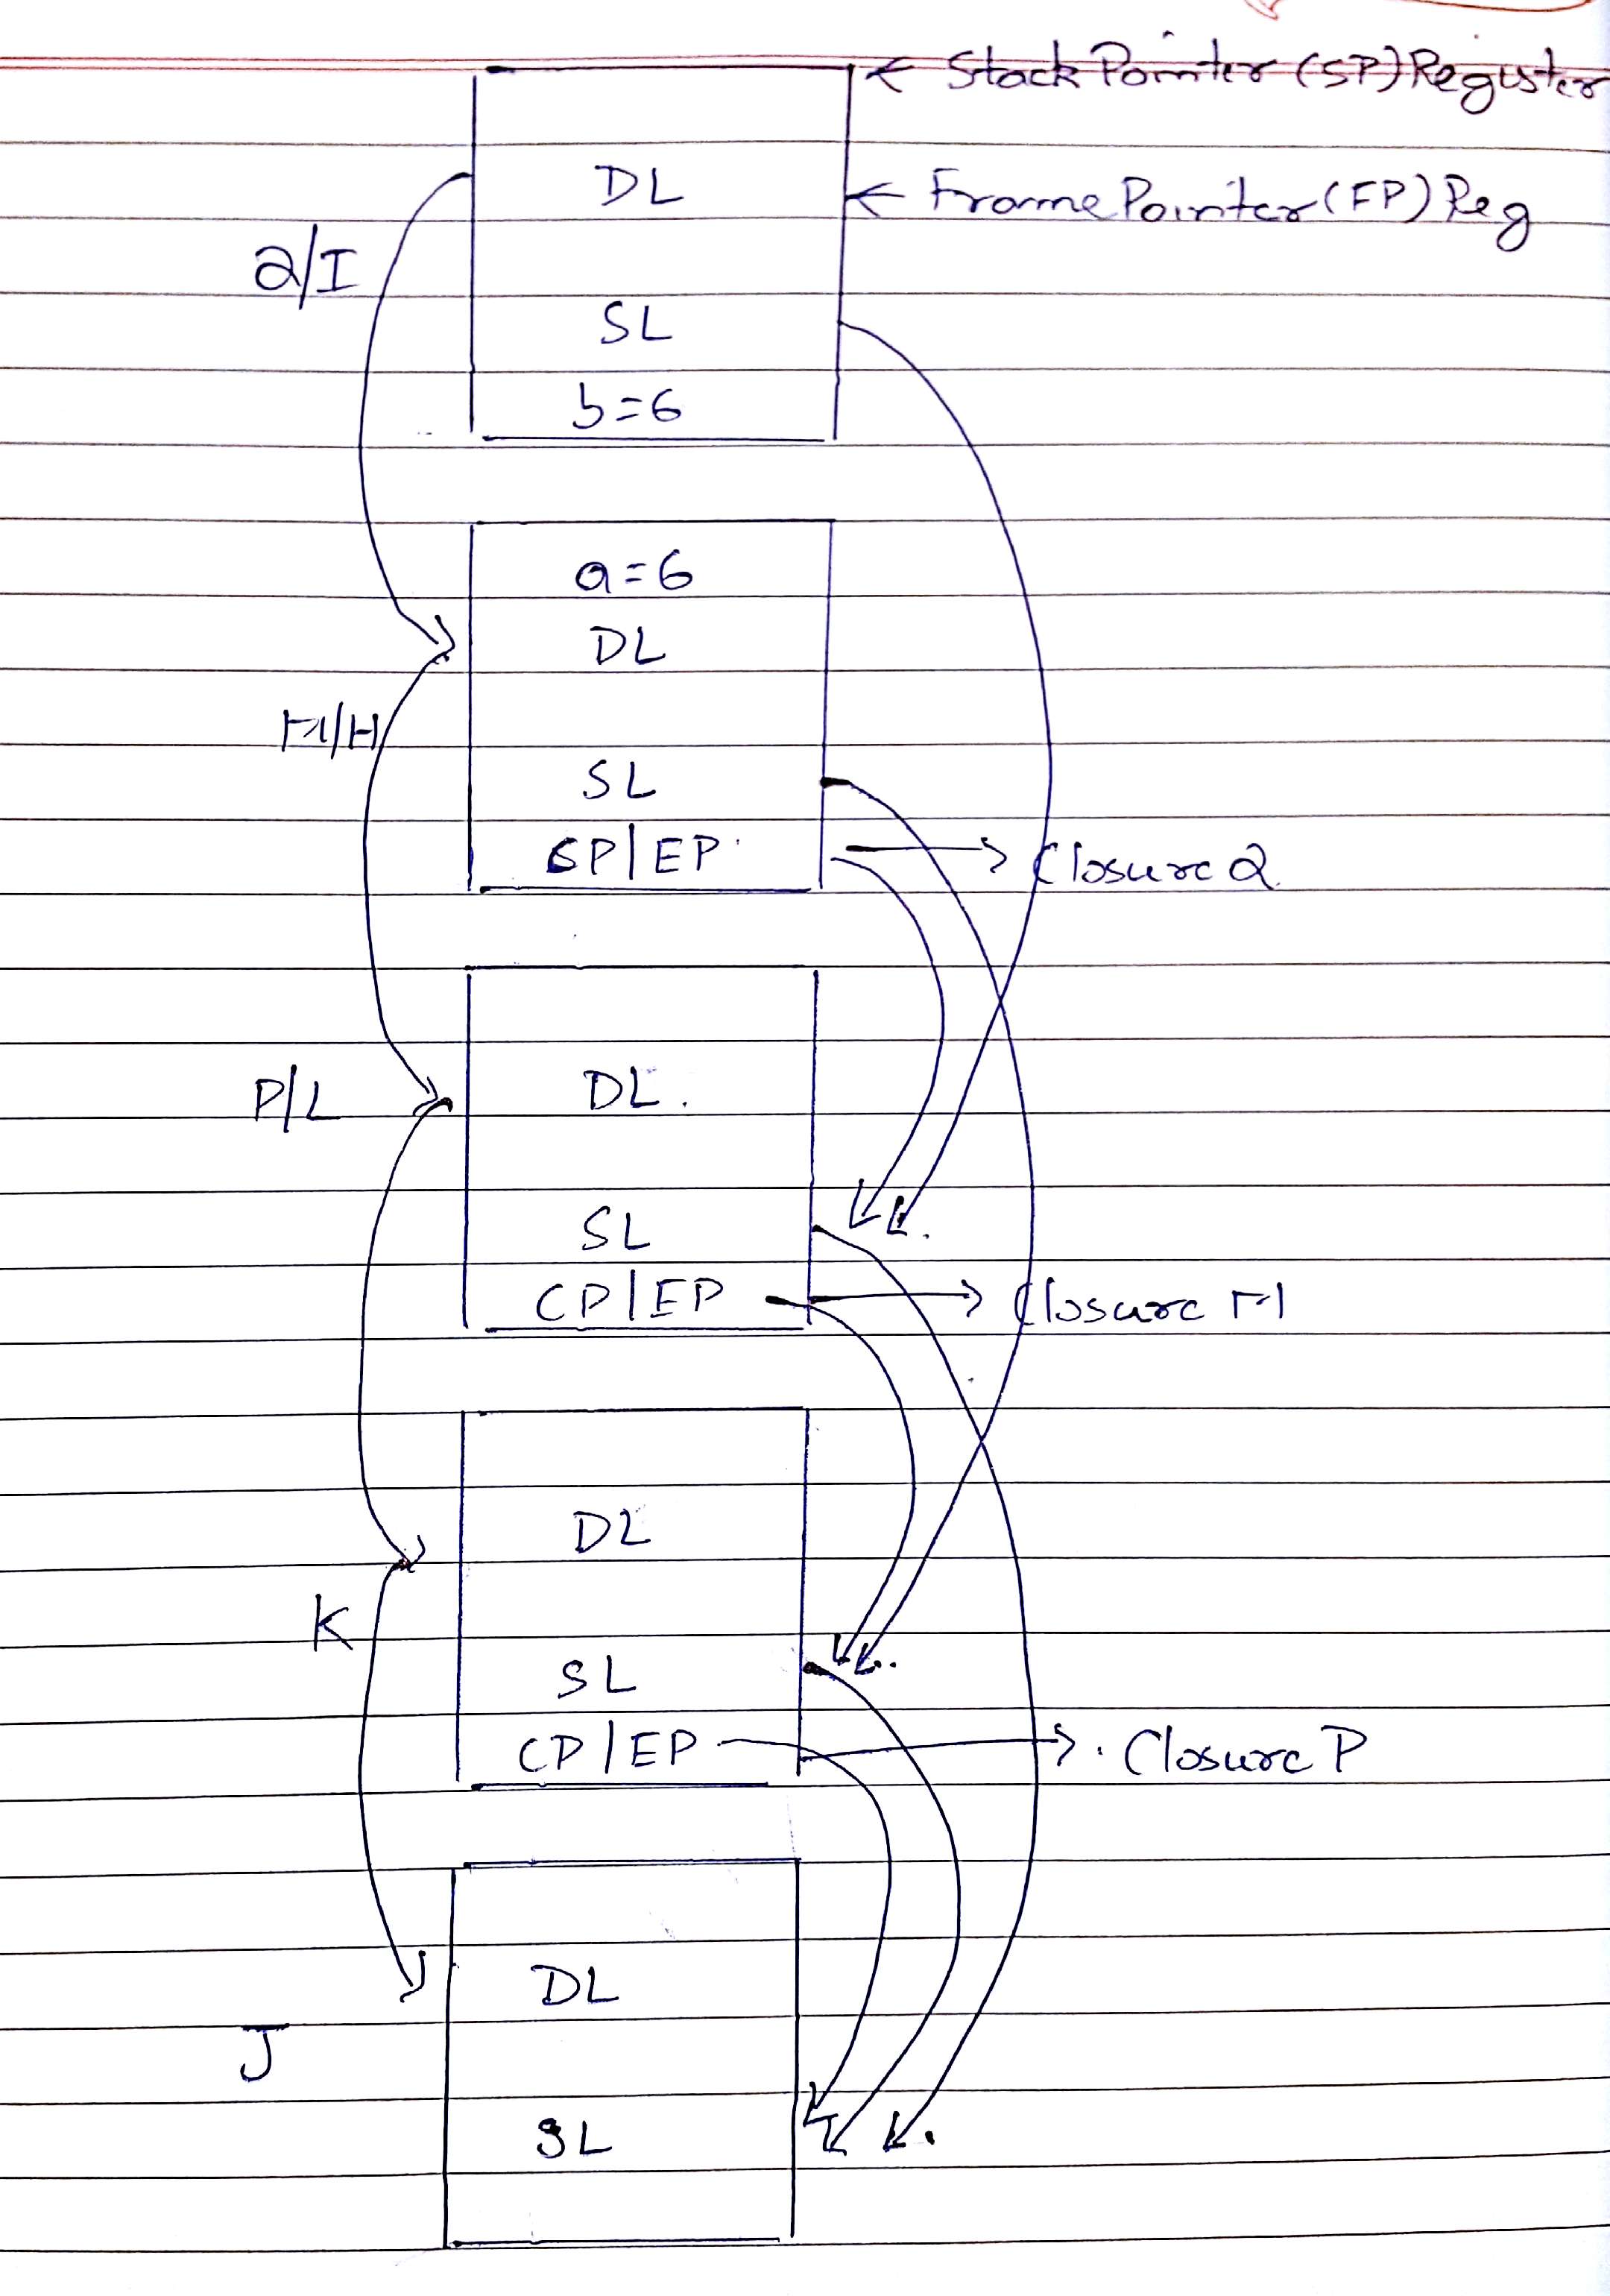 ← Stack Pointer (SP) Register
DL
← Frame Pointer (FP) Reg
Q/I
SL
b=6
a=6
DL
M/H
SL
CP|EP
→ Closure Q
DL.
P/L
SL
CP|EP
→ Closure M
DL
K
SL
CP|EP
→ Closure P
DL
J
SL